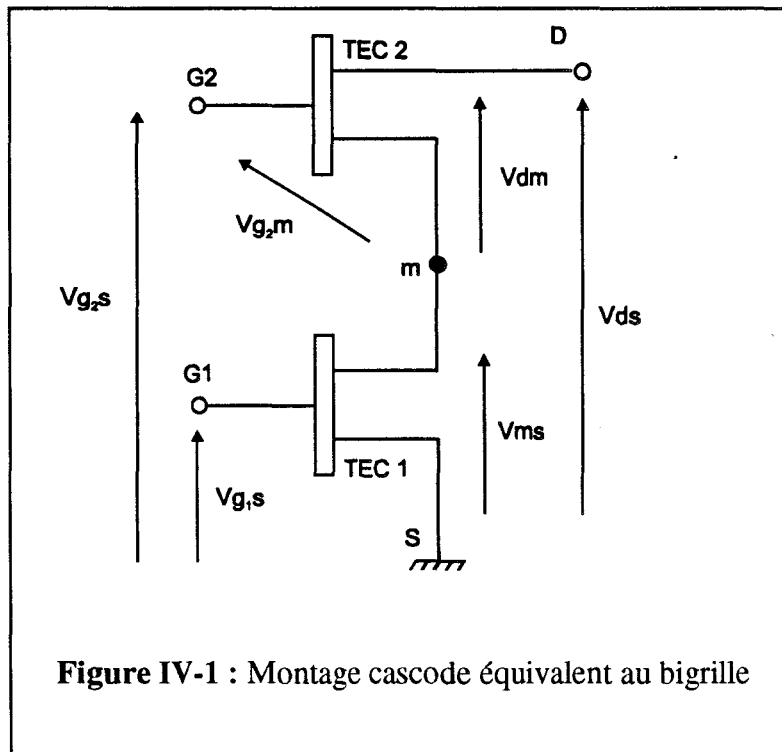 TEC 2
D
G2
Vdm
Vg₂m
m
Vg₂s
Vds
G1
Vms
TEC 1
Vg₁s
S
Figure IV-1 : Montage cascode équivalent au bigrille